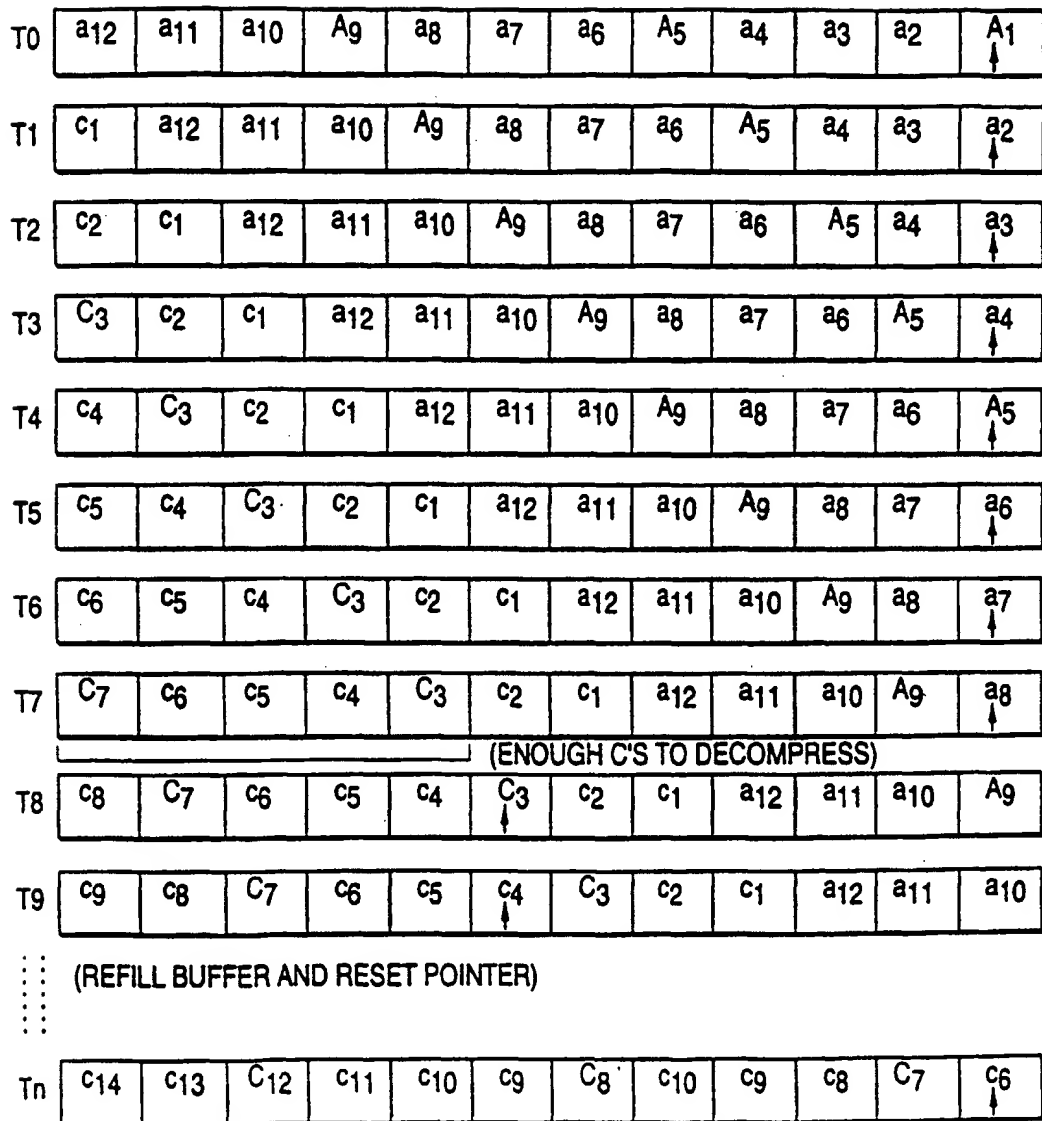 T0 a12 a11 a10 A9 a8 a7 a6 A5 a4 a3 a2 A1
T1 c1 a12 a11 a10 A9 a8 a7 a6 A5 a4 a3 a2
T2 c2 c1 a12 a11 a10 A9 a8 a7 a6 A5 a4 a3
T3 C3 c2 c1 a12 a11 a10 A9 a8 a7 a6 A5 a4
T4 c4 C3 c2 c1 a12 a11 a10 A9 a8 a7 a6 A5
T5 c5 c4 C3 c2 c1 a12 a11 a10 A9 a8 a7 a6
T6 c6 c5 c4 C3 c2 c1 a12 a11 a10 A9 a8 a7
T7 C7 c6 c5 c4 C3 c2 c1 a12 a11 a10 A9 a8
(ENOUGH C'S TO DECOMPRESS)
T8 c8 C7 c6 c5 c4 C3 c2 c1 a12 a11 a10 A9
T9 c9 c8 C7 c6 c5 c4 C3 c2 c1 a12 a11 a10
(REFILL BUFFER AND RESET POINTER)
Tn c14 c13 C12 c11 c10 c9 C8 c10 c9 c8 C7 c6